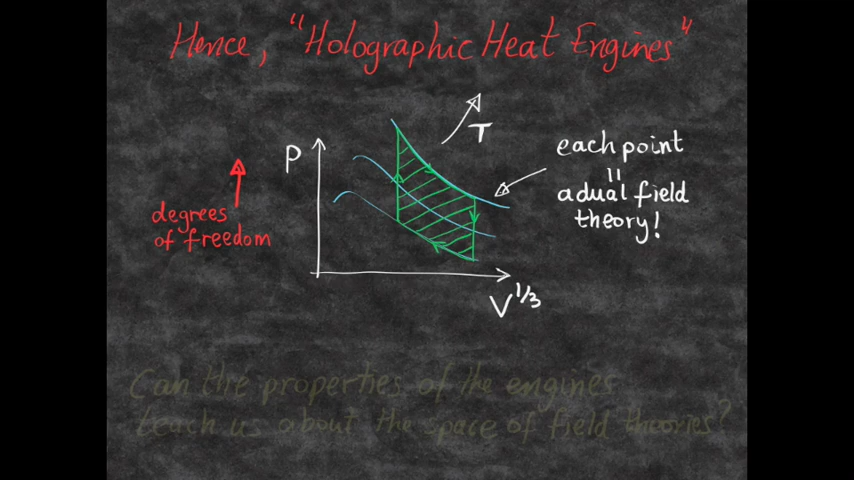 Hence, "Holographic Heat Engines"
P
T
each point
=
a dual field
theory!
degrees
of freedom
V^1/3
Can the properties of the engines
teach us about the space of field theories?